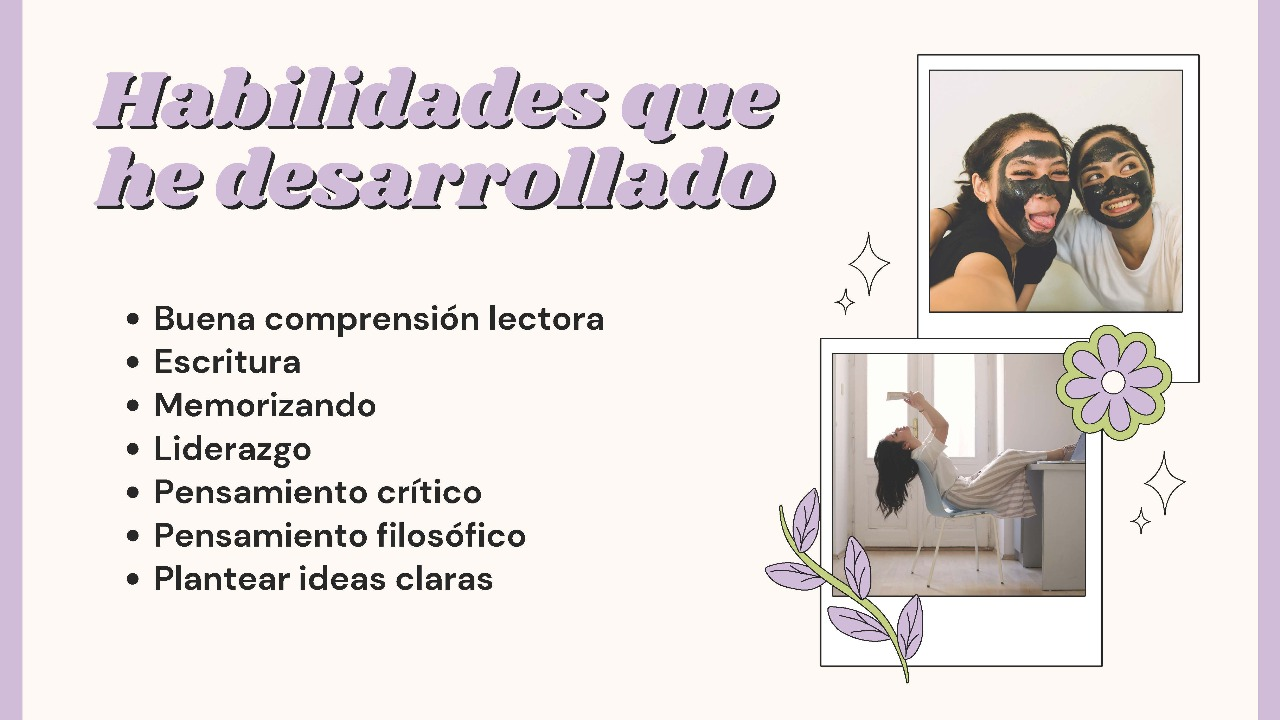 Habilidades que
he desarrollado
Buena comprensión lectora
Escritura
Memorizando
Liderazgo
Pensamiento crítico
Pensamiento filosófico
Plantear ideas claras